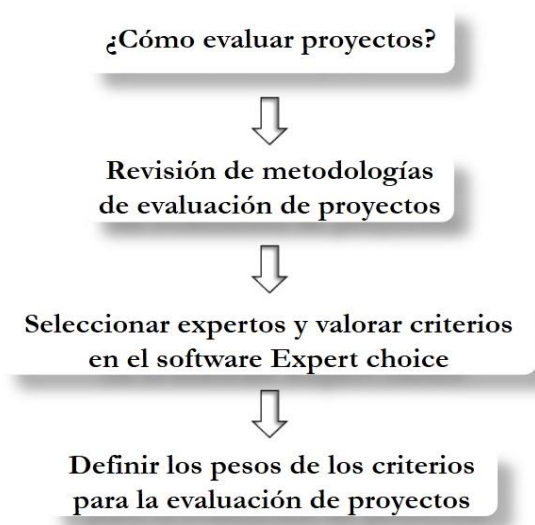 ¿Cómo evaluar proyectos?
Revisión de metodologías
de evaluación de proyectos
Seleccionar expertos y valorar criterios
en el software Expert choice
Definir los pesos de los criterios
para la evaluación de proyectos